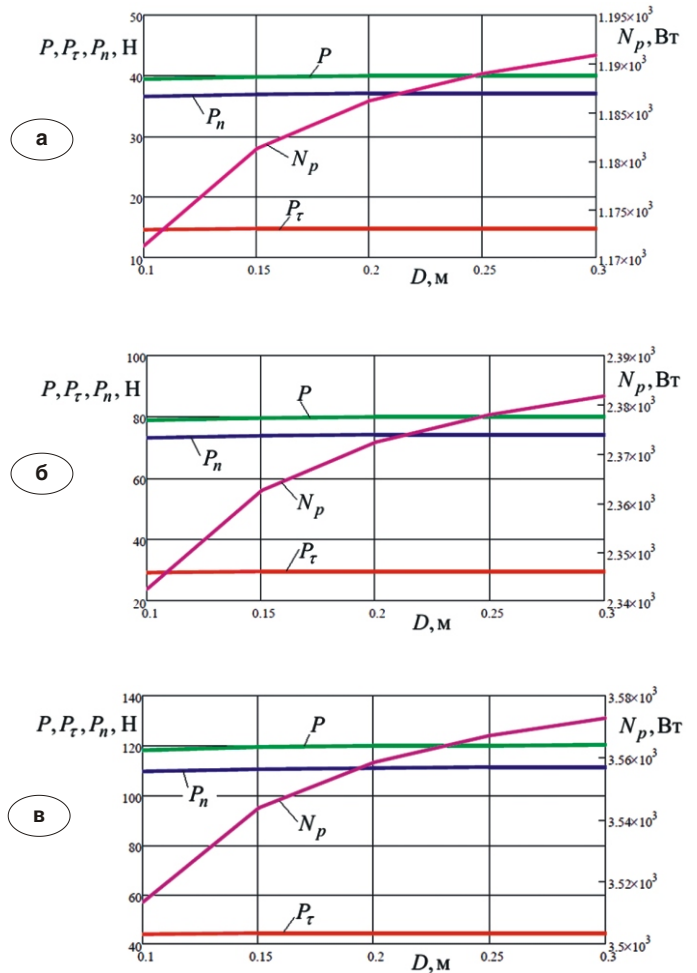 50
1.195×10³
P, Pτ, Pn, Н
Np, Вт
P
1.19×10³
40
Pn
1.185×10³
а
30
Np
1.18×10³
20
Pτ
1.175×10³
10
1.17×10³
0.1 0.15 0.2 0.25 0.3
D, м
100
2.39×10³
P, Pτ, Pn, Н
Np, Вт
P
2.38×10³
80
Pn
2.37×10³
б
60
Np
2.36×10³
40
Pτ
2.35×10³
20
2.34×10³
0.1 0.15 0.2 0.25 0.3
D, м
140
3.58×10³
P, Pτ, Pn, Н
P
Np, Вт
120
3.56×10³
Pn
100
в
Np
3.54×10³
80
60
3.52×10³
Pτ
40
3.5×10³
0.1 0.15 0.2 0.25 0.3
D, м